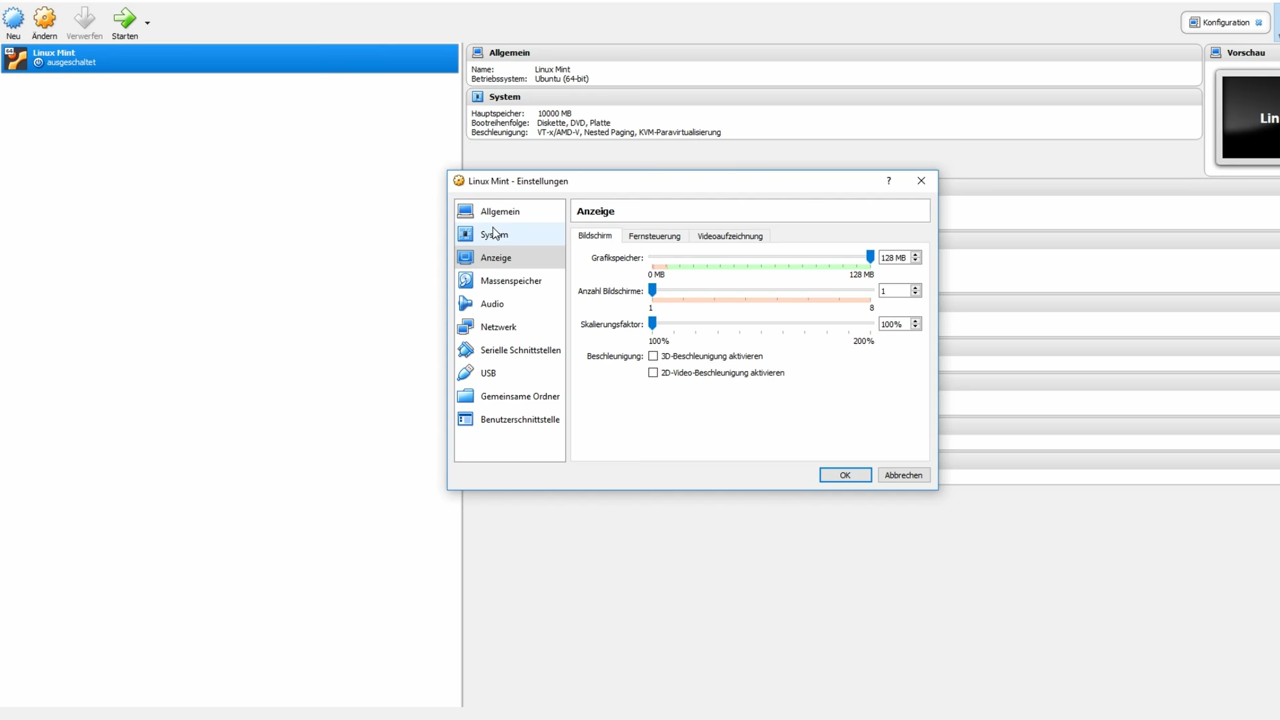 Neu
Ändern
Verwerfen
Starten
Konfiguration
Linux Mint
ausgeschaltet
64
Allgemein
Name: Linux Mint
Betriebssystem: Ubuntu (64-bit)
System
Hauptspeicher: 10000 MB
Bootreihenfolge: Diskette, DVD, Platte
Beschleunigung: VT-x/AMD-V, Nested Paging, KVM-Paravirtualisierung
Vorschau
Lin
Linux Mint - Einstellungen
?
Allgemein
System
Anzeige
Massenspeicher
Audio
Netzwerk
Serielle Schnittstellen
USB
Gemeinsame Ordner
Benutzerschnittstelle
Anzeige
Bildschirm Fernsteuerung Videoaufzeichnung
Grafikspeicher: 128 MB
0 MB 128 MB
Anzahl Bildschirme: 1
1 8
Skalierungsfaktor: 100%
100% 200%
Beschleunigung: 3D-Beschleunigung aktivieren
2D-Video-Beschleunigung aktivieren
OK Abbrechen